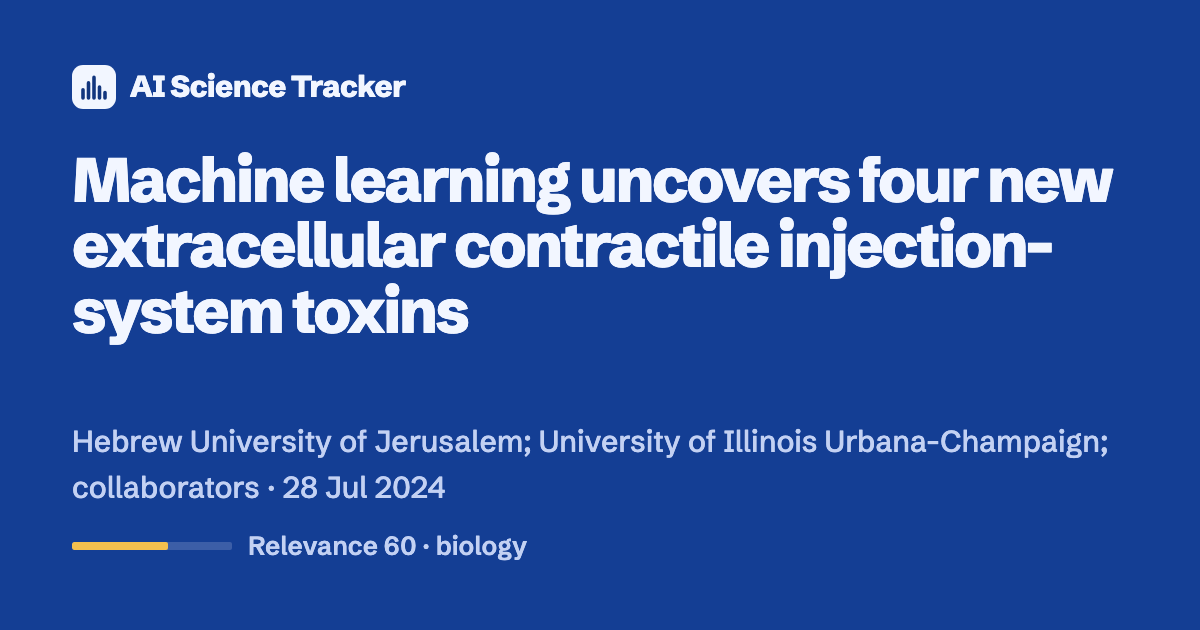 AI Science Tracker
Machine learning uncovers four new
extracellular contractile injection-
system toxins
Hebrew University of Jerusalem; University of Illinois Urbana-Champaign;
collaborators · 28 Jul 2024
Relevance 60 · biology